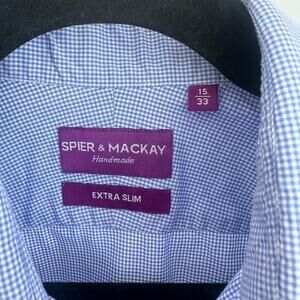 15
33
SPIER & MACKAY
Handmade
EXTRA SLIM